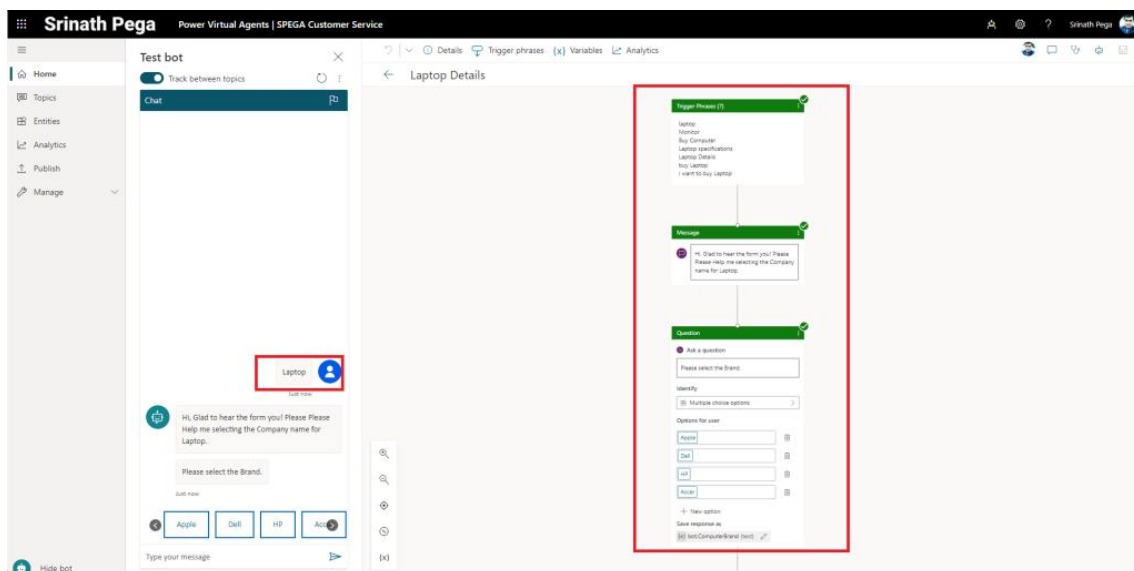 Srinath Pega Power Virtual Agents | SPEGA Customer Service ? Srinath Pega
Home
Topics
Entities
Analytics
Publish
Manage
Hide bot
Test bot
Track between topics
Chat
Laptop
Just now
Hi, Glad to hear the form you! Please Please
Help me selecting the Company name for
Laptop.
Please select the Brand.
Just now
Apple Dell HP Acc
Type your message
Details Trigger phrases {x} Variables Analytics
Laptop Details
Trigger Phrases (7)
laptop
Monitor
Buy Computer
Laptop specifications
Laptop Details
buy Laptop
I want to buy Laptop
Message
Hi, Glad to hear the form you! Please
Please Help me selecting the Company
name for Laptop.
Question
Ask a question
Please select the Brand.
Identify
Multiple choice options
Options for user
Apple
Dell
HP
Accer
New option
Save response as
{x} bot.ComputerBrand (text)
{x}